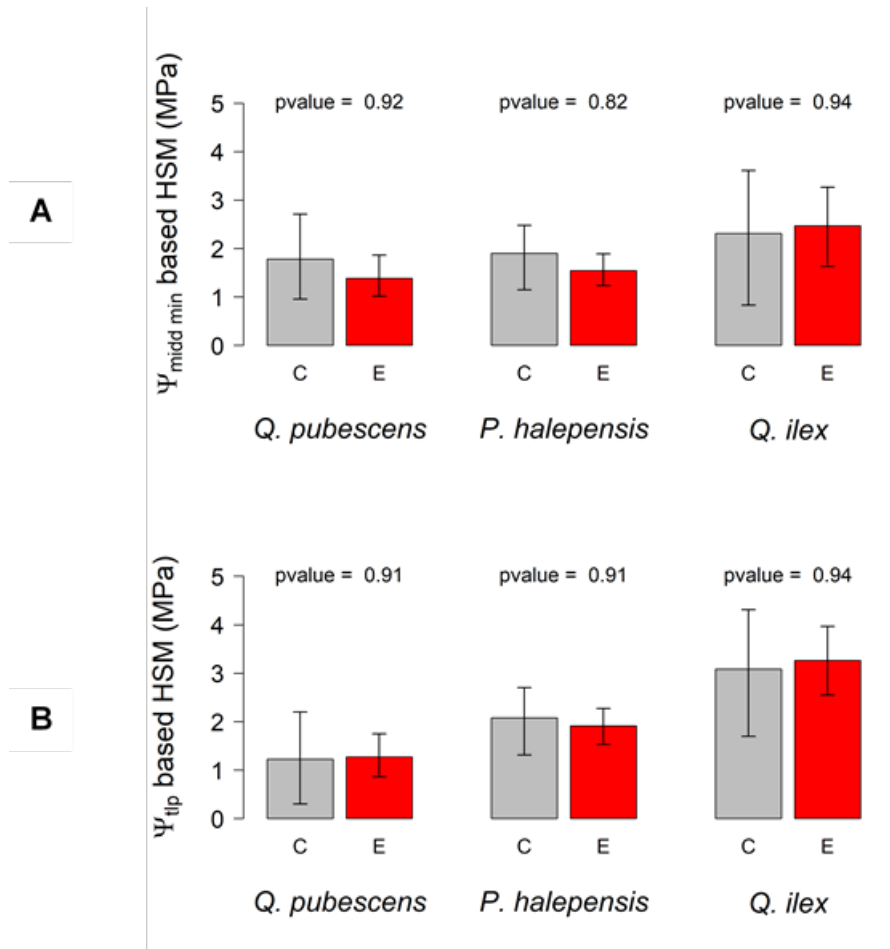 A
Ψmidd min based HSM (MPa)
pvalue = 0.92
pvalue = 0.82
pvalue = 0.94
5
4
3
2
1
0
C
E
C
E
C
E
Q. pubescens
P. halepensis
Q. ilex
B
Ψtlp based HSM (MPa)
pvalue = 0.91
pvalue = 0.91
pvalue = 0.94
5
4
3
2
1
0
C
E
C
E
C
E
Q. pubescens
P. halepensis
Q. ilex